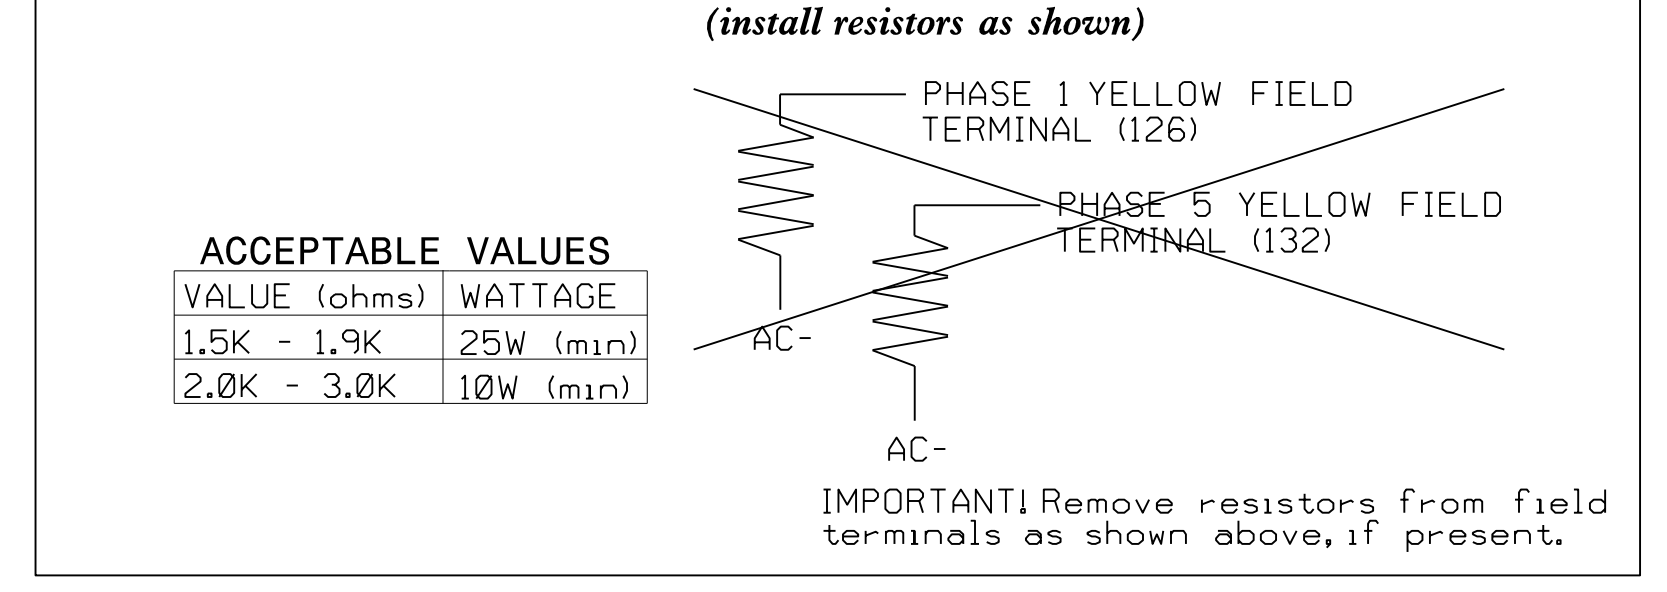 (install resistors as shown)
PHASE 1 YELLOW FIELD
TERMINAL (126)
PHASE 5 YELLOW FIELD
TERMINAL (132)
ACCEPTABLE VALUES
VALUE (ohms) WATTAGE
1.5K - 1.9K 25W (min)
2.0K - 3.0K 10W (min)
AC-
AC-
IMPORTANT! Remove resistors from field
terminals as shown above, if present.